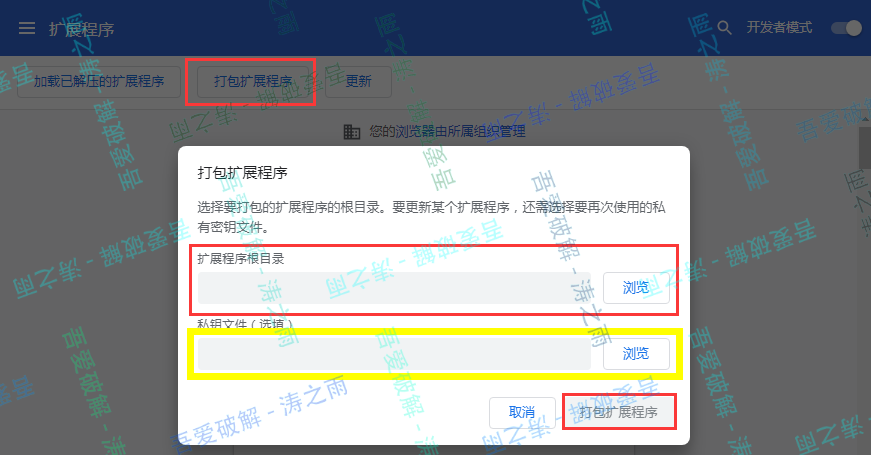 扩展程序
开发者模式
加载已解压的扩展程序
打包扩展程序
更新
您的浏览器由所属组织管理
打包扩展程序
选择要打包的扩展程序的根目录。要更新某个扩展程序，还需选择要再次使用的私
有密钥文件。
扩展程序根目录
浏览
私钥文件（选填）
浏览
取消
打包扩展程序
吾爱破解 - 涛之雨